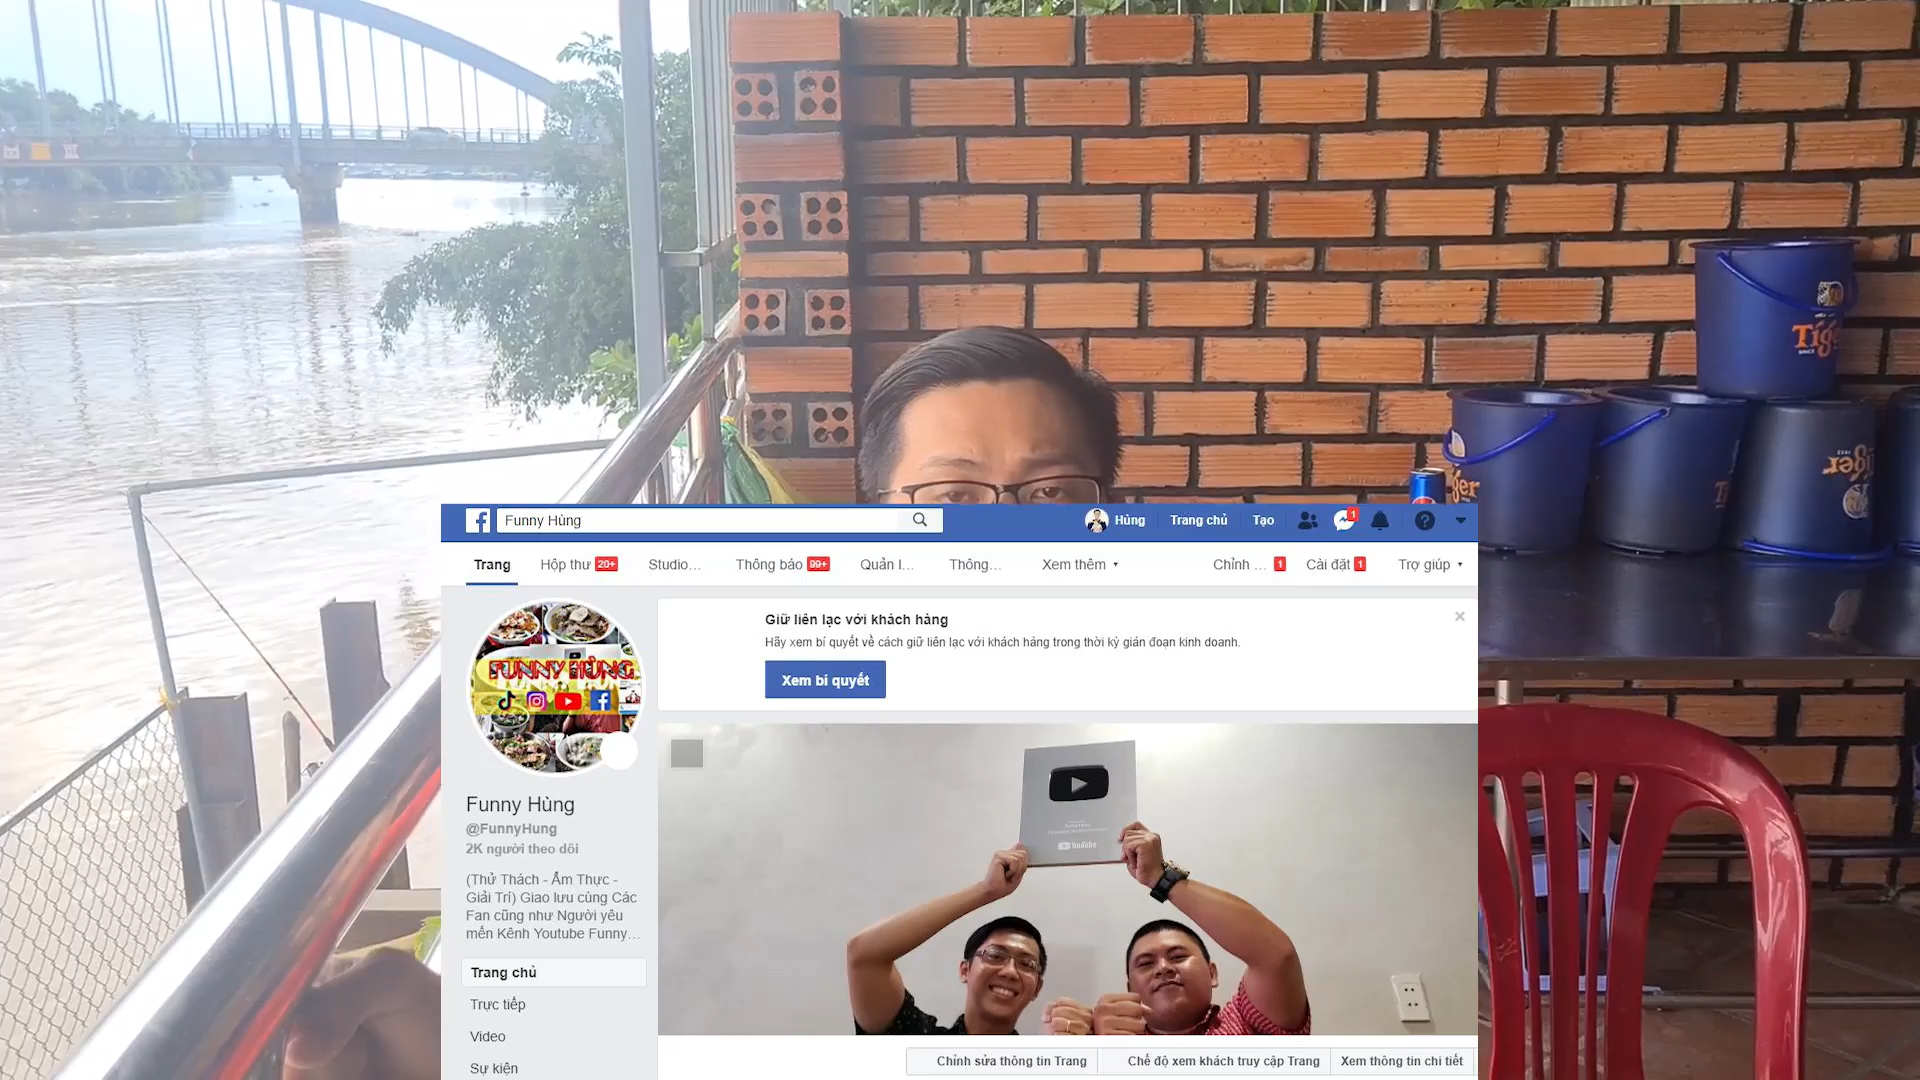 Tiger
SINCE
Tiger
1932
Tiger
Funny Hùng
Hùng
Trang chủ
Tạo
1
Trang
Hộp thư 20+
Studio...
Thông báo 99+
Quản l...
Thông...
Xem thêm
Chỉnh ... 1
Cài đặt 1
Trợ giúp
Giữ liên lạc với khách hàng
Hãy xem bí quyết về cách giữ liên lạc với khách hàng trong thời kỳ gián đoạn kinh doanh.
Xem bí quyết
FUNNY HÙNG
Funny Hùng
@FunnyHung
2K người theo dõi
(Thử Thách - Ẩm Thực -
Giải Trí) Giao lưu cùng Các
Fan cũng như Người yêu
mến Kênh Youtube Funny...
YouTube
Trang chủ
Trực tiếp
Video
Sự kiện
Chỉnh sửa thông tin Trang
Chế độ xem khách truy cập Trang
Xem thông tin chi tiết